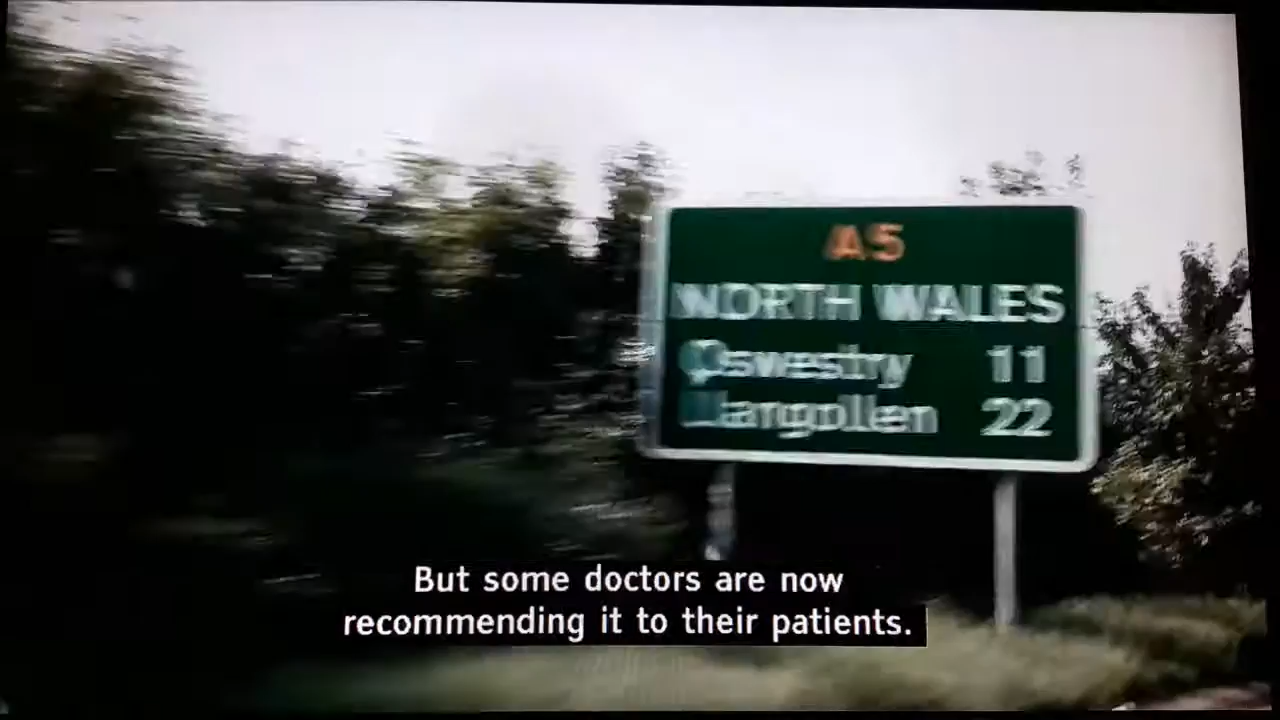 A5
NORTH WALES
Oswestry 11
Llangollen 22
But some doctors are now
recommending it to their patients.